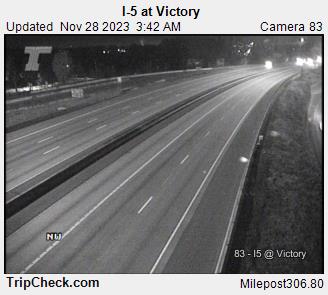 I-5 at Victory
Updated Nov 28 2023 3:42 AM Camera 83
T
NW
83 - I5 @ Victory
TripCheck.com Milepost306.80